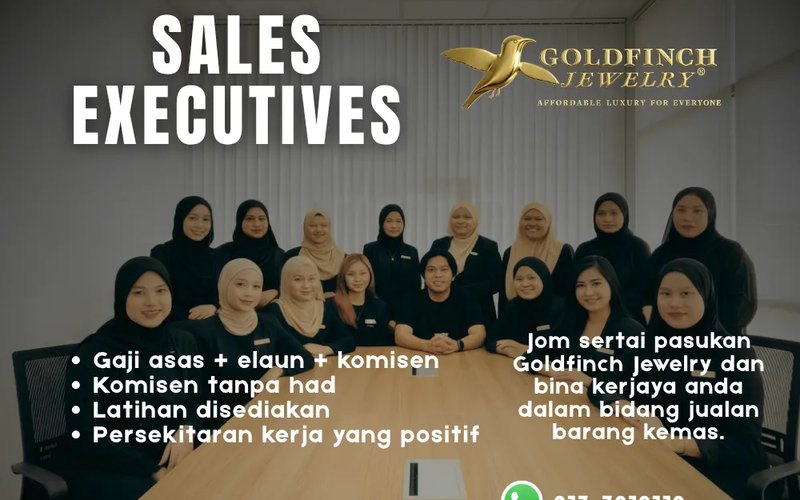 SALES
EXECUTIVES
GOLDFINCH
JEWELRY®
AFFORDABLE LUXURY FOR EVERYONE
• Gaji asas + elaun + komisen
• Komisen tanpa had
• Latihan disediakan
• Persekitaran kerja yang positif
Jom sertai pasukan
Goldfinch Jewelry dan
bina kerjaya anda
dalam bidang jualan
barang kemas.